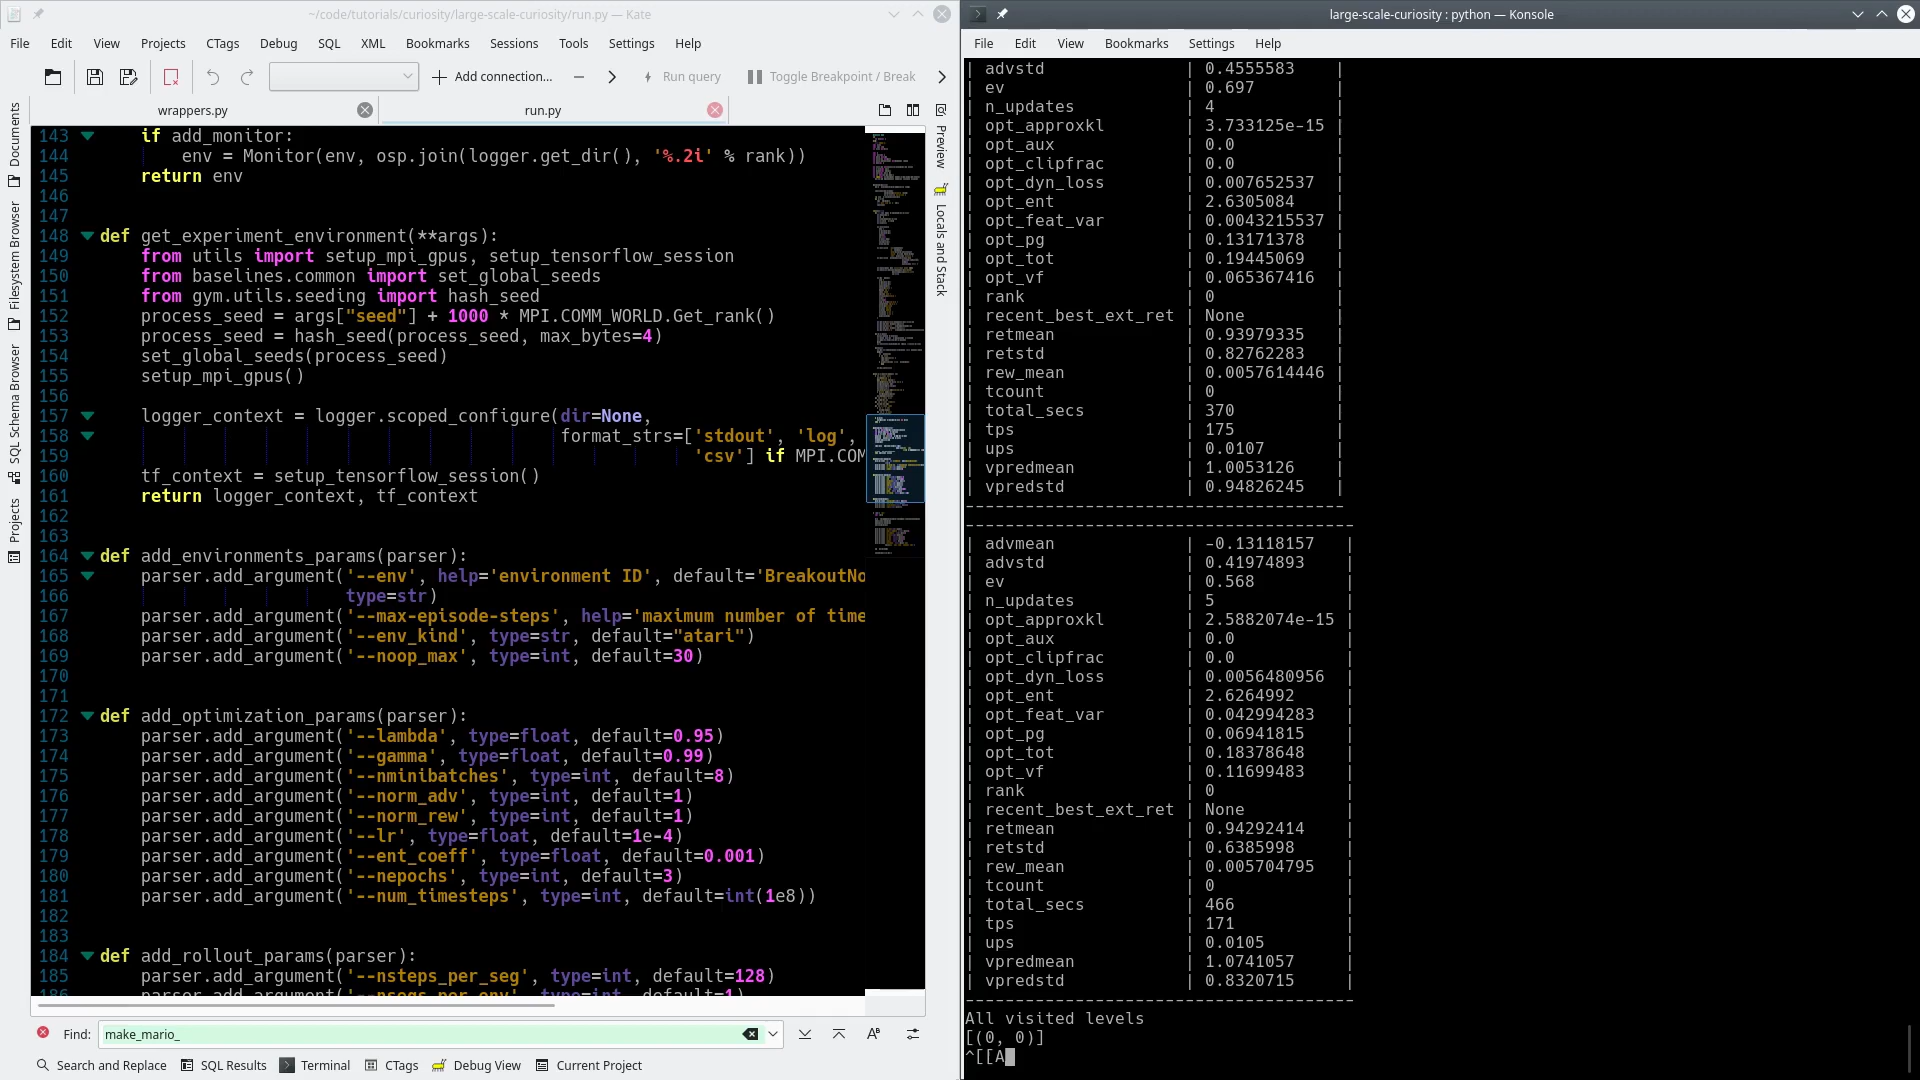 ~/code/tutorials/curiosity/large-scale-curiosity/run.py — Kate
File Edit View Projects CTags Debug SQL XML Bookmarks Sessions Tools Settings Help
Add connection... Run query Toggle Breakpoint / Break
wrappers.py run.py
Documents
Filesystem Browser
SQL Schema Browser
Projects
143 if add_monitor:
144 env = Monitor(env, osp.join(logger.get_dir(), '%.2i' % rank))
145 return env
146
147
148 def get_experiment_environment(**args):
149 from utils import setup_mpi_gpus, setup_tensorflow_session
150 from baselines.common import set_global_seeds
151 from gym.utils.seeding import hash_seed
152 process_seed = args["seed"] + 1000 * MPI.COMM_WORLD.Get_rank()
153 process_seed = hash_seed(process_seed, max_bytes=4)
154 set_global_seeds(process_seed)
155 setup_mpi_gpus()
156
157 logger_context = logger.scoped_configure(dir=None,
158 format_strs=['stdout', 'log',
159 'csv'] if MPI.COM
160 tf_context = setup_tensorflow_session()
161 return logger_context, tf_context
162
163
164 def add_environments_params(parser):
165 parser.add_argument('--env', help='environment ID', default='BreakoutNo
166 type=str)
167 parser.add_argument('--max-episode-steps', help='maximum number of time
168 parser.add_argument('--env_kind', type=str, default="atari")
169 parser.add_argument('--noop_max', type=int, default=30)
170
171
172 def add_optimization_params(parser):
173 parser.add_argument('--lambda', type=float, default=0.95)
174 parser.add_argument('--gamma', type=float, default=0.99)
175 parser.add_argument('--nminibatches', type=int, default=8)
176 parser.add_argument('--norm_adv', type=int, default=1)
177 parser.add_argument('--norm_rew', type=int, default=1)
178 parser.add_argument('--lr', type=float, default=1e-4)
179 parser.add_argument('--ent_coeff', type=float, default=0.001)
180 parser.add_argument('--nepochs', type=int, default=3)
181 parser.add_argument('--num_timesteps', type=int, default=int(1e8))
182
183
184 def add_rollout_params(parser):
185 parser.add_argument('--nsteps_per_seg', type=int, default=128)
186 parser.add_argument('--nsegs_per_env', type=int, default=1)
Preview
Locals and Stack
Find: make_mario_
Search and Replace SQL Results Terminal CTags Debug View Current Project
large-scale-curiosity : python — Konsole
File Edit View Bookmarks Settings Help
| advstd | 0.4555583 |
| ev | 0.697 |
| n_updates | 4 |
| opt_approxkl | 3.733125e-15 |
| opt_aux | 0.0 |
| opt_clipfrac | 0.0 |
| opt_dyn_loss | 0.007652537 |
| opt_ent | 2.6305084 |
| opt_feat_var | 0.0043215537 |
| opt_pg | 0.13171378 |
| opt_tot | 0.19445069 |
| opt_vf | 0.065367416 |
| rank | 0 |
| recent_best_ext_ret | None |
| retmean | 0.93979335 |
| retstd | 0.82762283 |
| rew_mean | 0.0057614446 |
| tcount | 0 |
| total_secs | 370 |
| tps | 175 |
| ups | 0.0107 |
| vpredmean | 1.0053126 |
| vpredstd | 0.94826245 |
--------------------------------------
---------------------------------------
| advmean | -0.13118157 |
| advstd | 0.41974893 |
| ev | 0.568 |
| n_updates | 5 |
| opt_approxkl | 2.5882074e-15 |
| opt_aux | 0.0 |
| opt_clipfrac | 0.0 |
| opt_dyn_loss | 0.0056480956 |
| opt_ent | 2.6264992 |
| opt_feat_var | 0.042994283 |
| opt_pg | 0.06941815 |
| opt_tot | 0.18378648 |
| opt_vf | 0.11699483 |
| rank | 0 |
| recent_best_ext_ret | None |
| retmean | 0.94292414 |
| retstd | 0.6385998 |
| rew_mean | 0.005704795 |
| tcount | 0 |
| total_secs | 466 |
| tps | 171 |
| ups | 0.0105 |
| vpredmean | 1.0741057 |
| vpredstd | 0.8320715 |
---------------------------------------
All visited levels
[(0, 0)]
^[[A